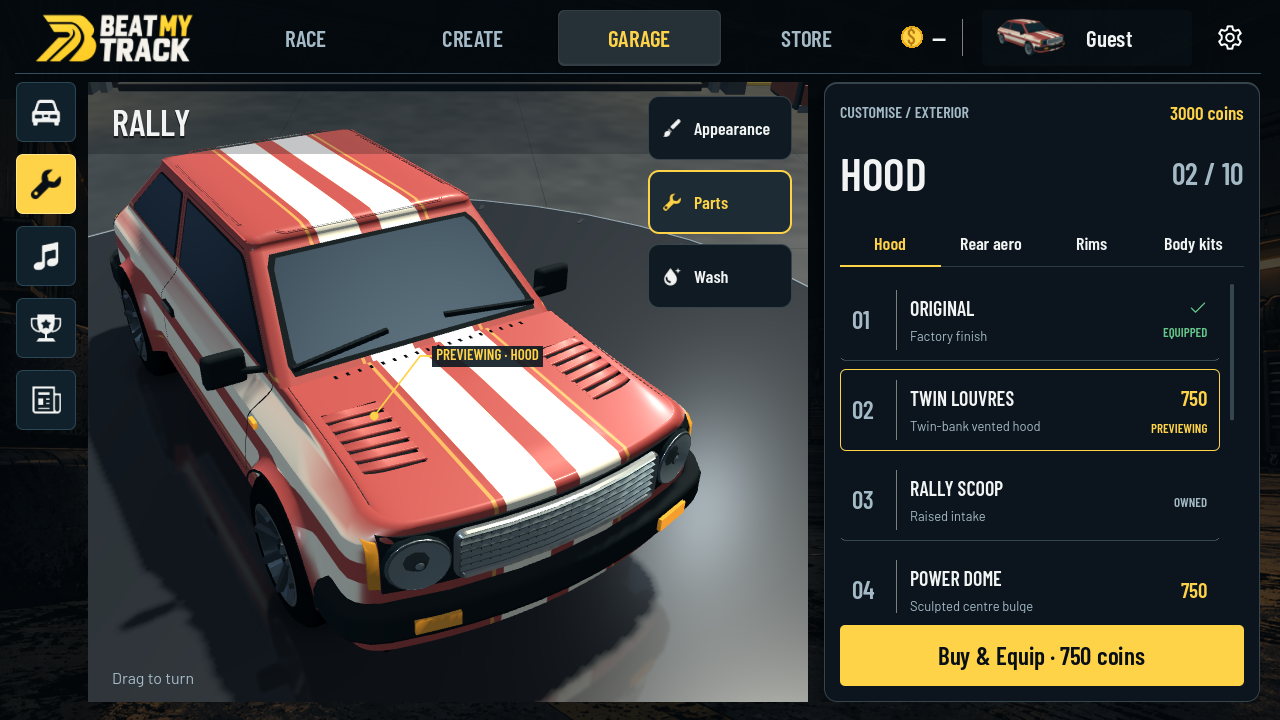 BEAT MY
TRACK
RACE
CREATE
GARAGE
STORE
–
Guest
RALLY
Appearance
Parts
Wash
PREVIEWING · HOOD
Drag to turn
CUSTOMISE / EXTERIOR
3000 coins
HOOD
02 / 10
Hood
Rear aero
Rims
Body kits
01
ORIGINAL
Factory finish
EQUIPPED
02
TWIN LOUVRES
Twin-bank vented hood
750
PREVIEWING
03
RALLY SCOOP
Raised intake
OWNED
04
POWER DOME
Sculpted centre bulge
750
Buy & Equip · 750 coins